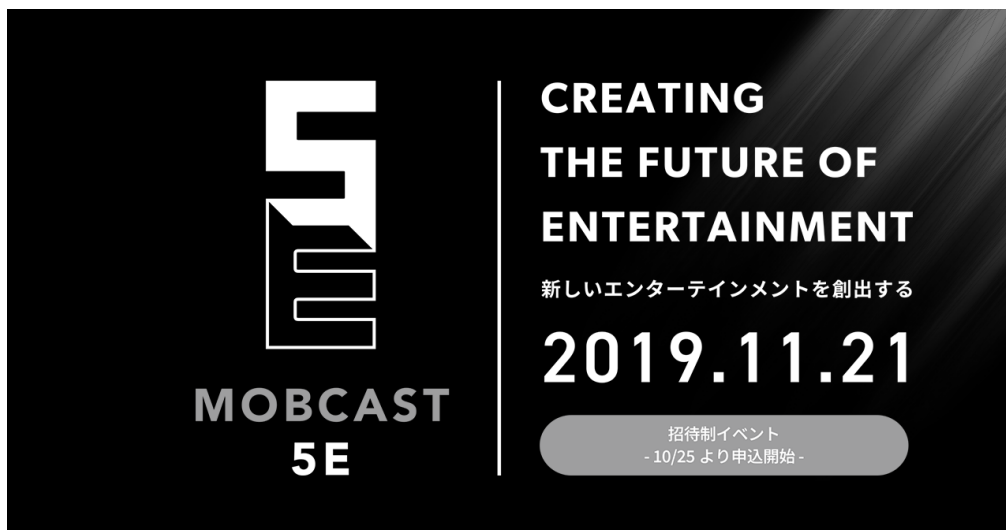 5E
MOBCAST
5E
CREATING
THE FUTURE OF
ENTERTAINMENT
新しいエンターテインメントを創出する
2019.11.21
招待制イベント
- 10/25 より申込開始 -